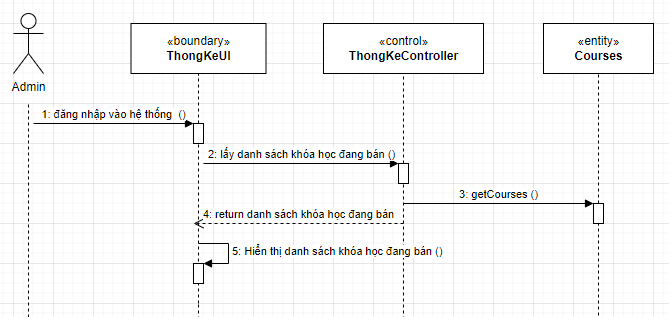 «boundary»
ThongKeUI
«control»
ThongKeController
«entity»
Courses
Admin
1: đăng nhập vào hệ thống ()
2: lấy danh sách khóa học đang bán ()
3: getCourses ()
4: return danh sách khóa học đang bán
5: Hiển thị danh sách khóa học đang bán ()